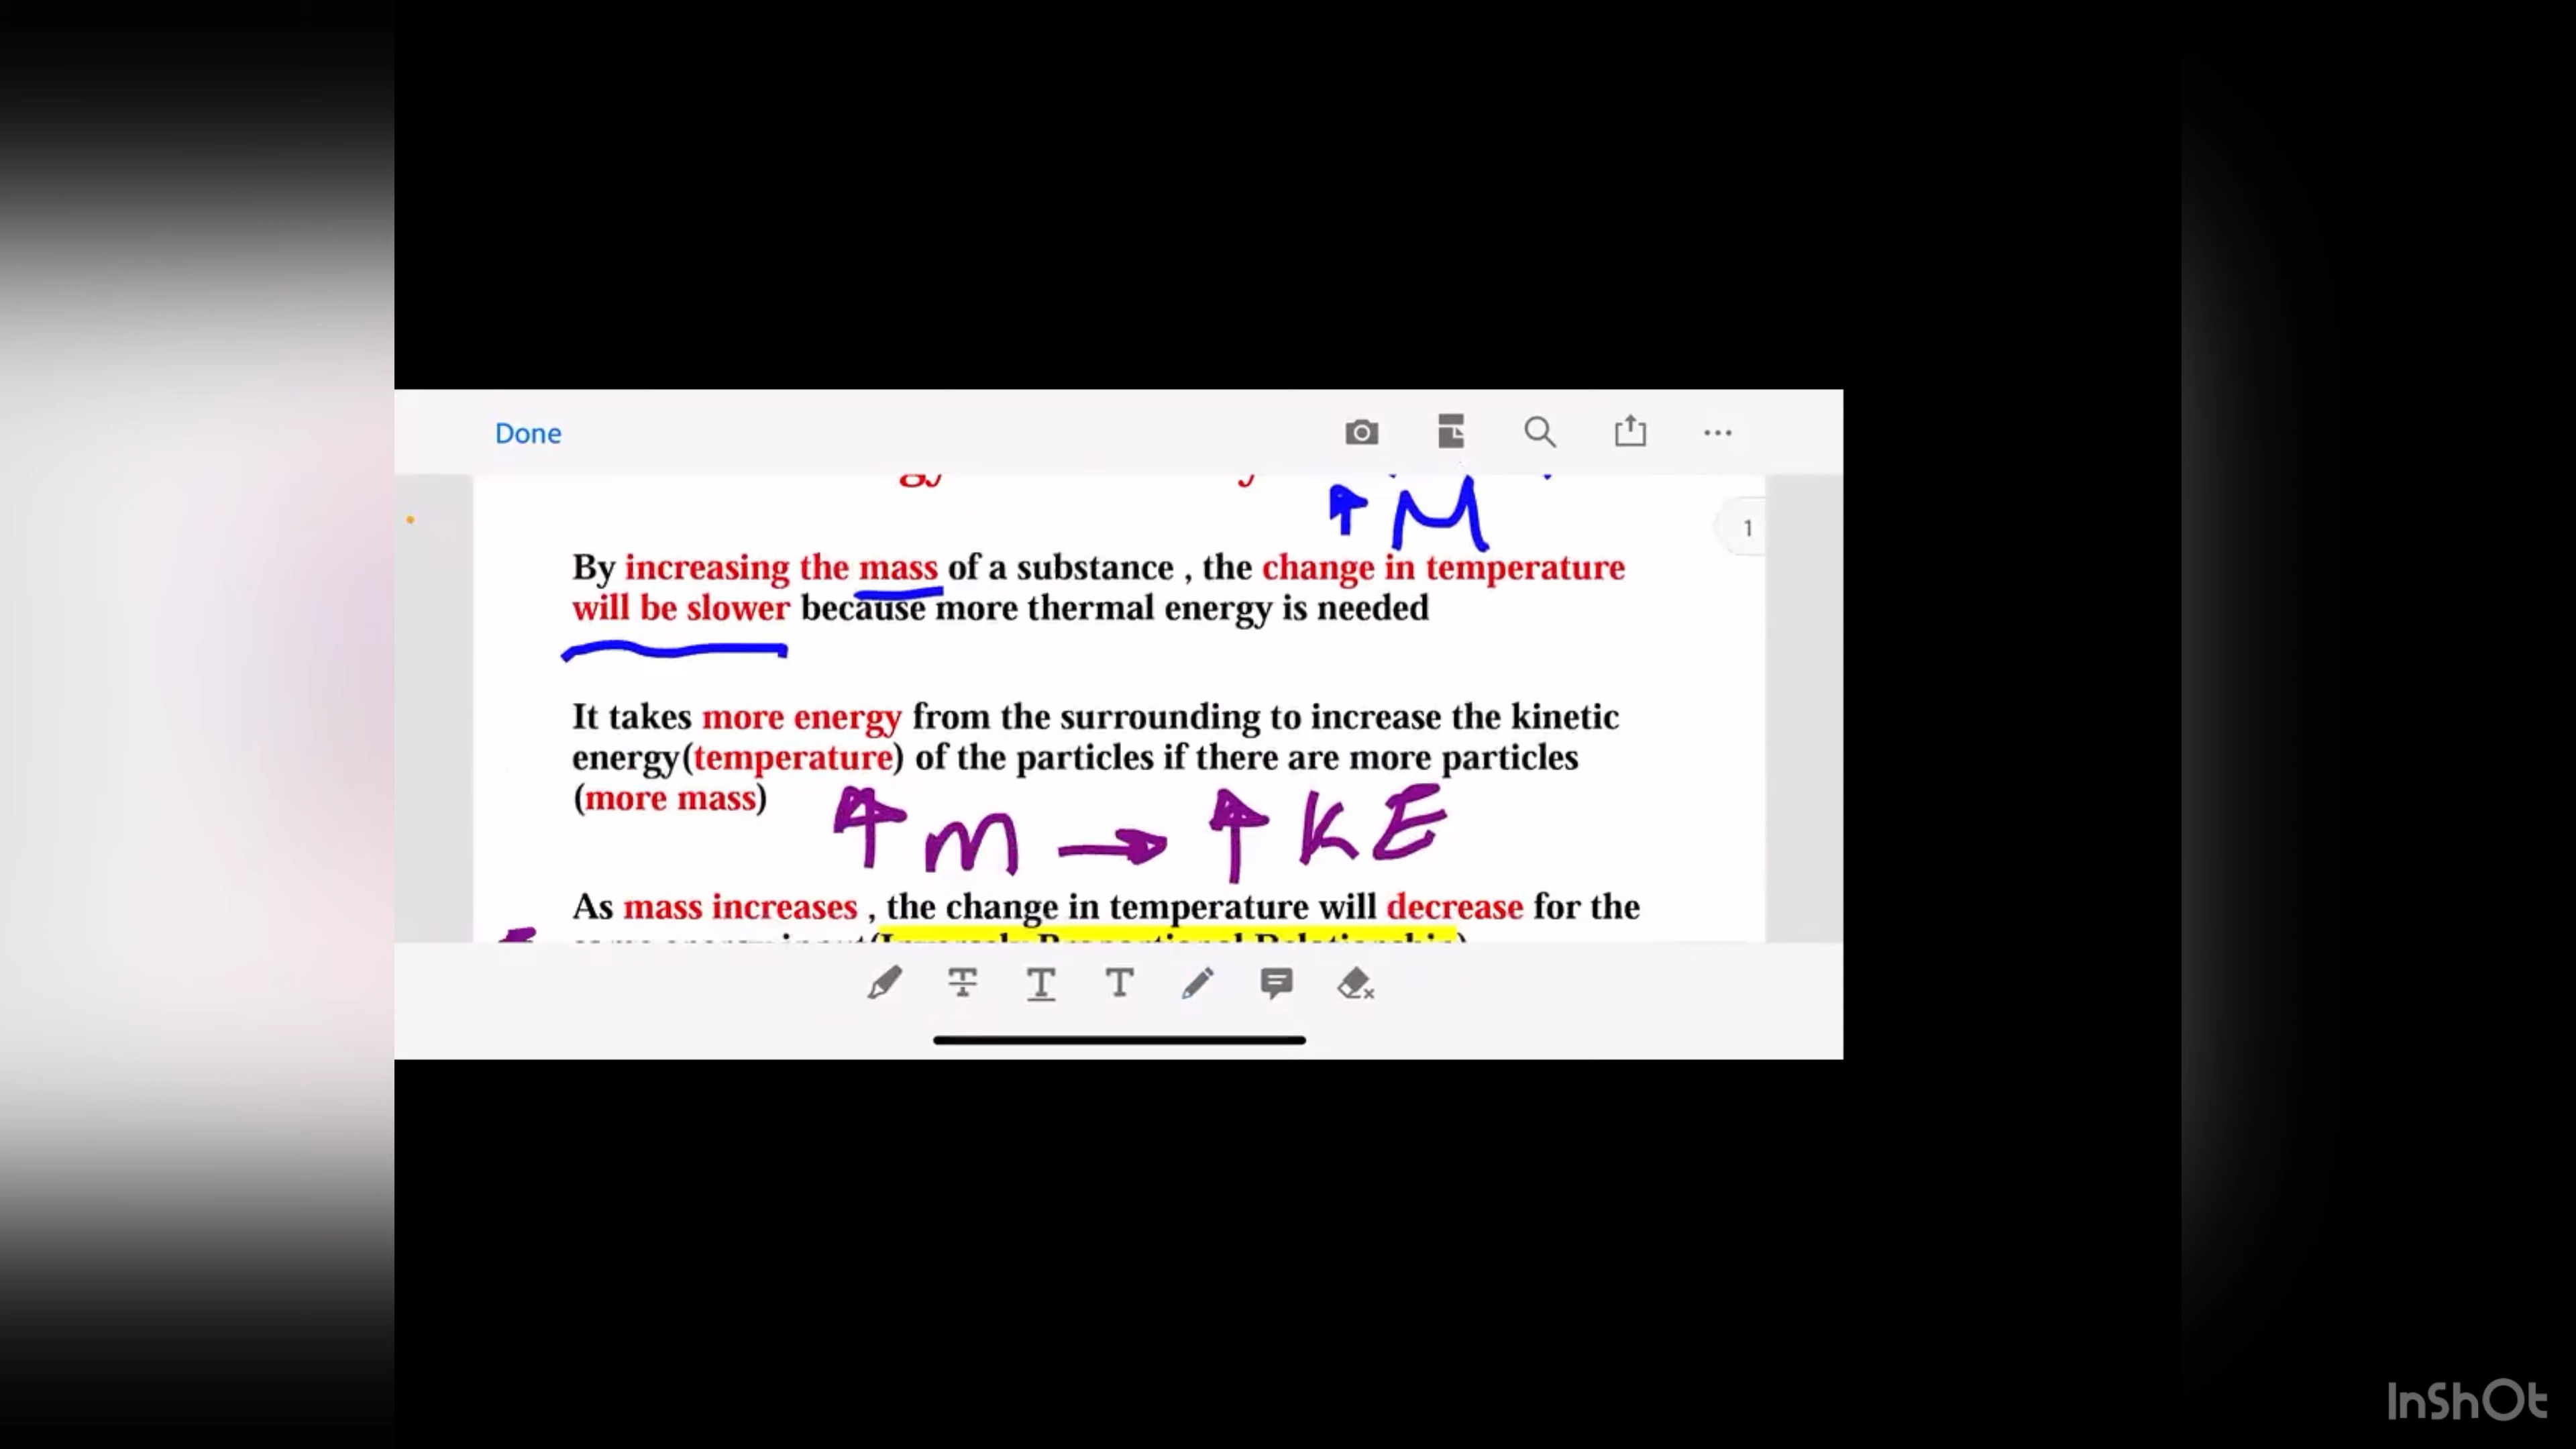 Done
↑ M
1
By increasing the mass of a substance , the change in temperature
will be slower because more thermal energy is needed
It takes more energy from the surrounding to increase the kinetic
energy(temperature) of the particles if there are more particles
(more mass)
↑ m → ↑ KE
As mass increases , the change in temperature will decrease for the
(Inversely Proportional Relationship)
InShOt